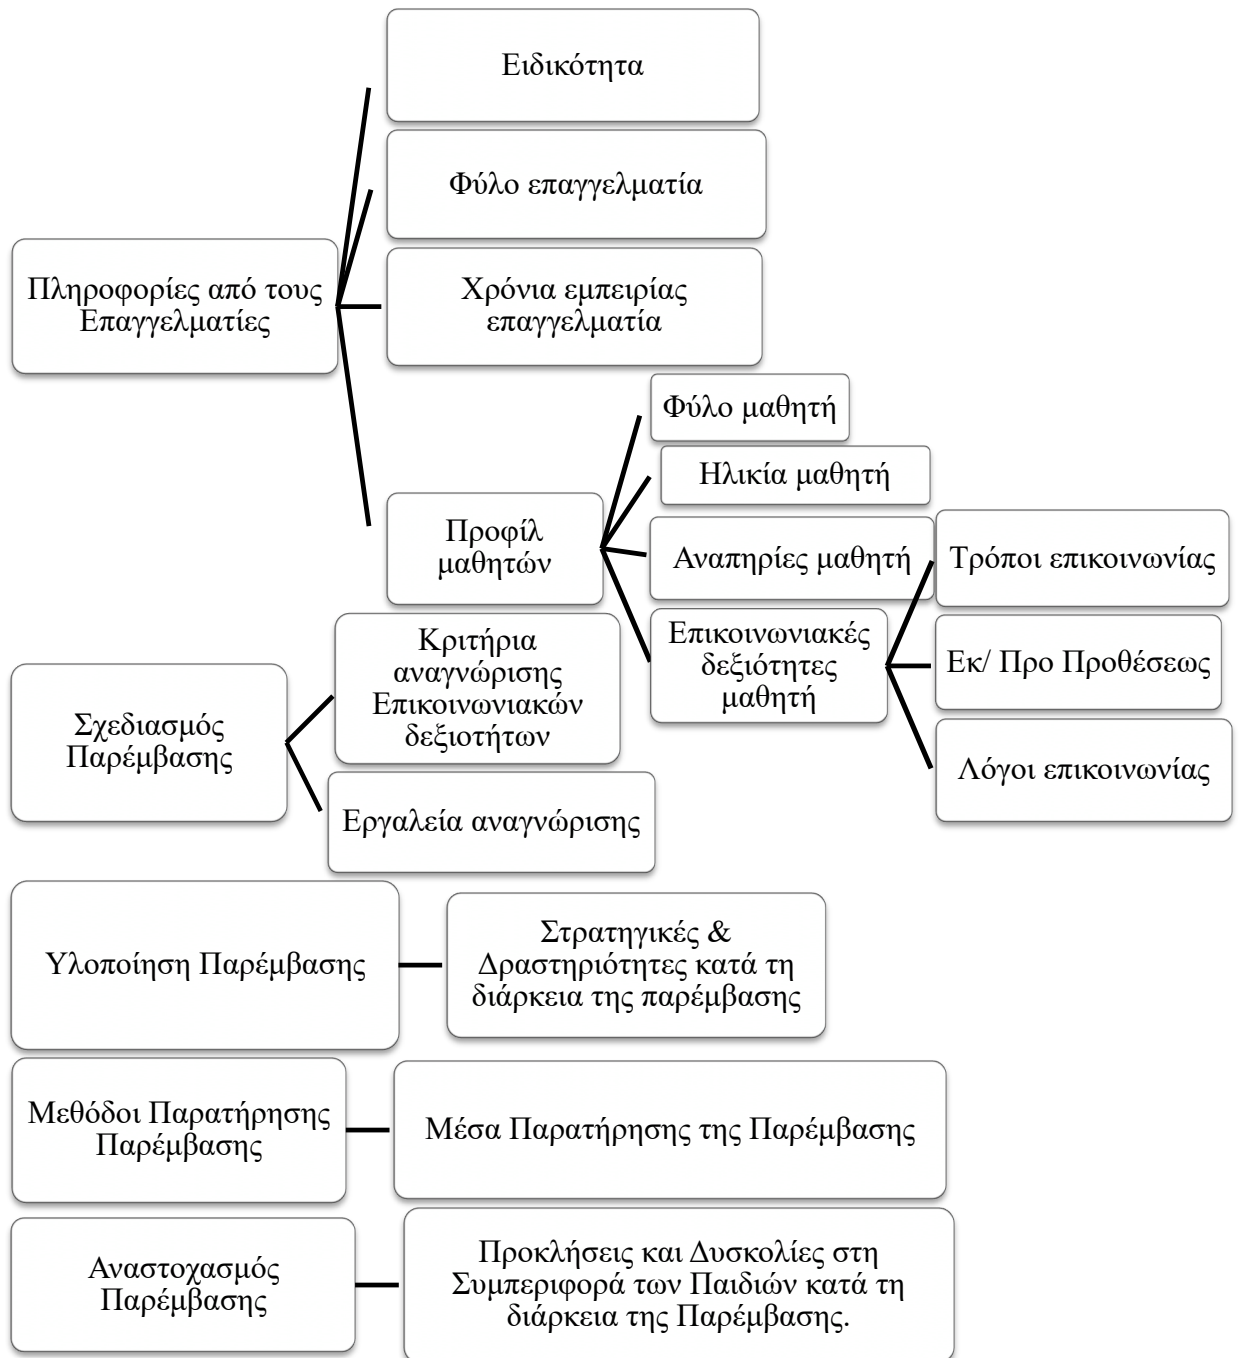 Ειδικότητα
Φύλο επαγγελματία
Χρόνια εμπειρίας
επαγγελματία
Πληροφορίες από τους
Επαγγελματίες
Φύλο μαθητή
Ηλικία μαθητή
Προφίλ
μαθητών
Αναπηρίες μαθητή
Τρόποι επικοινωνίας
Επικοινωνιακές
δεξιότητες
μαθητή
Εκ/ Προ Προθέσεως
Λόγοι επικοινωνίας
Σχεδιασμός
Παρέμβασης
Κριτήρια
αναγνώρισης
Επικοινωνιακών
δεξιοτήτων
Εργαλεία αναγνώρισης
Υλοποίηση Παρέμβασης
Στρατηγικές &
Δραστηριότητες κατά τη
διάρκεια της παρέμβασης
Μεθόδοι Παρατήρησης
Παρέμβασης
Μέσα Παρατήρησης της Παρέμβασης
Αναστοχασμός
Παρέμβασης
Προκλήσεις και Δυσκολίες στη
Συμπεριφορά των Παιδιών κατά τη
διάρκεια της Παρέμβασης.